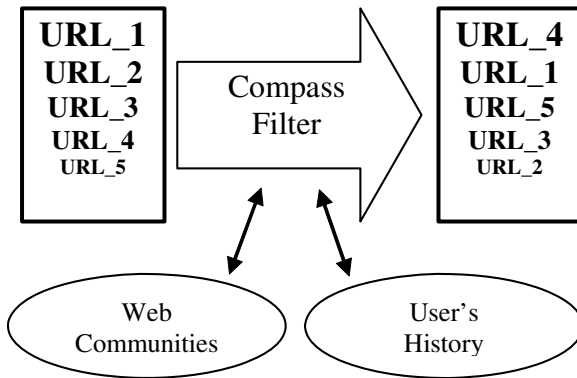 URL_1
URL_2
URL_3
URL_4
URL_5
Compass
Filter
URL_4
URL_1
URL_5
URL_3
URL_2
Web
Communities
User's
History